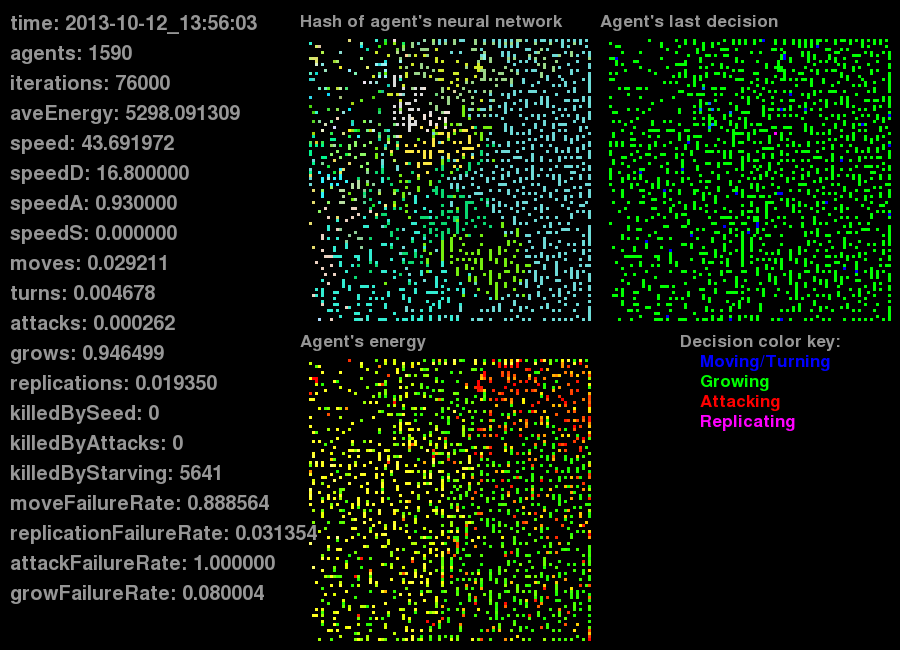 time: 2013-10-12_13:56:03
agents: 1590
iterations: 76000
aveEnergy: 5298.091309
speed: 43.691972
speedD: 16.800000
speedA: 0.930000
speedS: 0.000000
moves: 0.029211
turns: 0.004678
attacks: 0.000262
grows: 0.946499
replications: 0.019350
killedBySeed: 0
killedByAttacks: 0
killedByStarving: 5641
moveFailureRate: 0.888564
replicationFailureRate: 0.031354
attackFailureRate: 1.000000
growFailureRate: 0.080004
Hash of agent's neural network
Agent's last decision
Agent's energy
Decision color key:
Moving/Turning
Growing
Attacking
Replicating